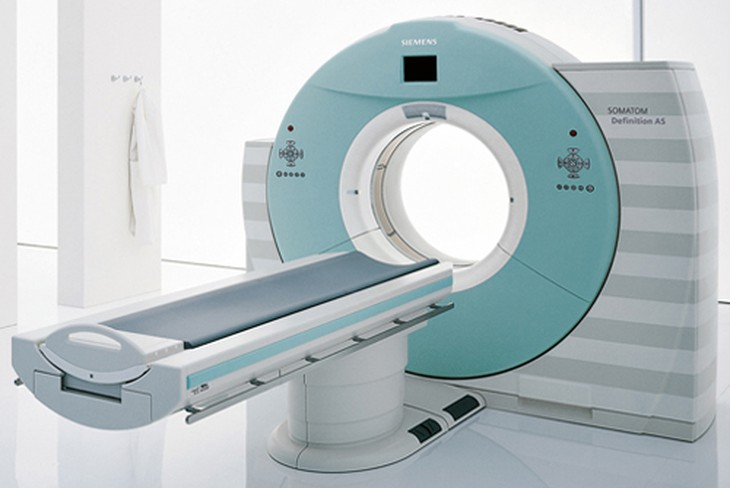 SIEMENS
SOMATOM
Definition AS